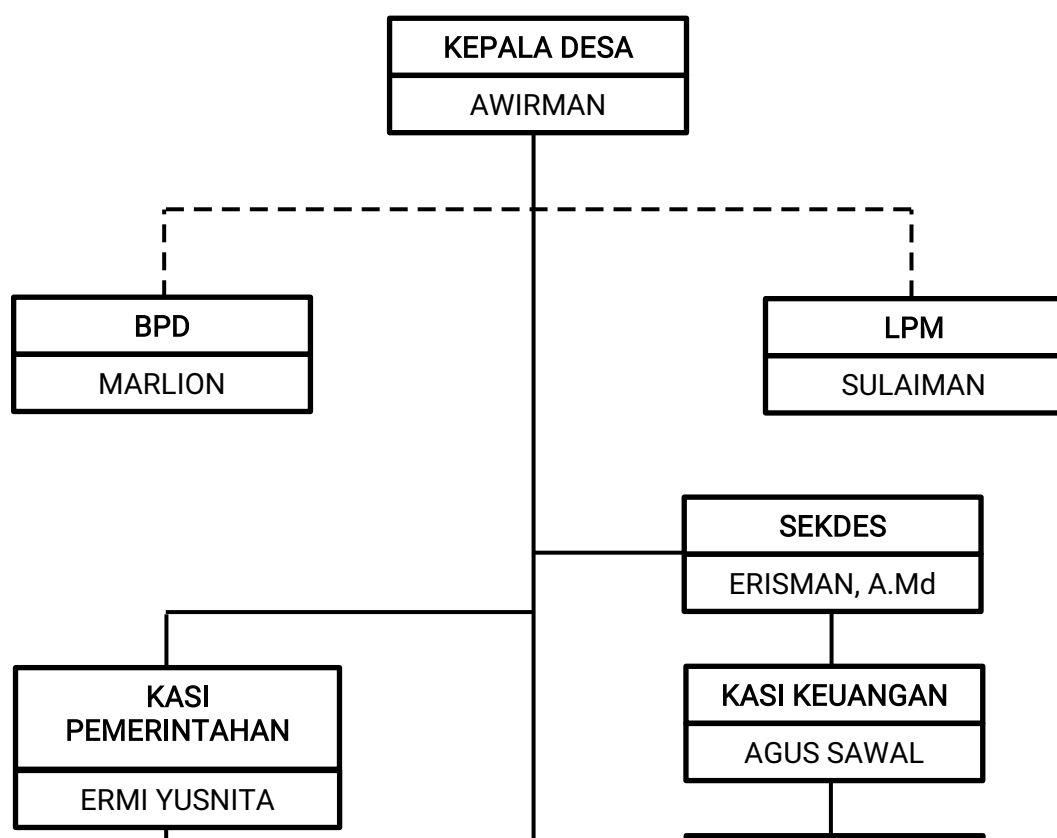 KEPALA DESA
AWIRMAN
BPD
MARLION
LPM
SULAIMAN
SEKDES
ERISMAN, A.Md
KASI
PEMERINTAHAN
ERMI YUSNITA
KASI KEUANGAN
AGUS SAWAL